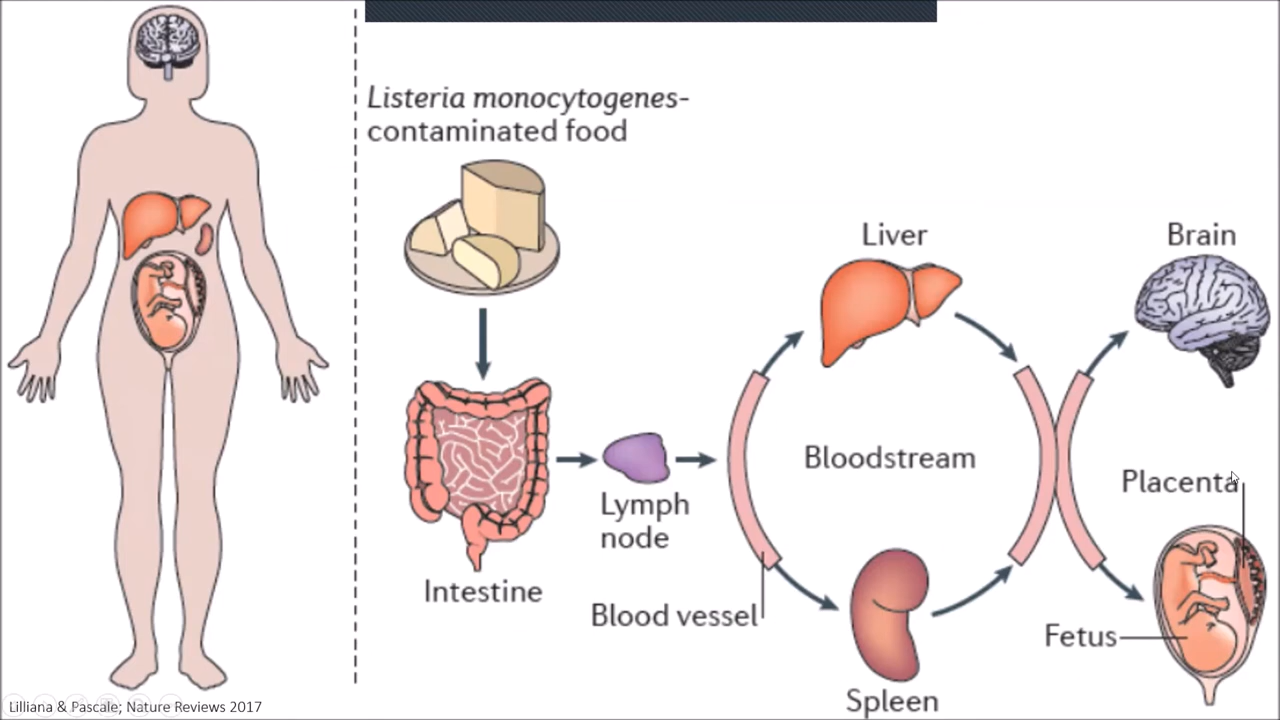 Listeria monocytogenes-
contaminated food
Liver
Brain
Bloodstream
Placenta
Lymph
node
Intestine
Blood vessel
Fetus
Spleen
Lilliana & Pascale; Nature Reviews 2017